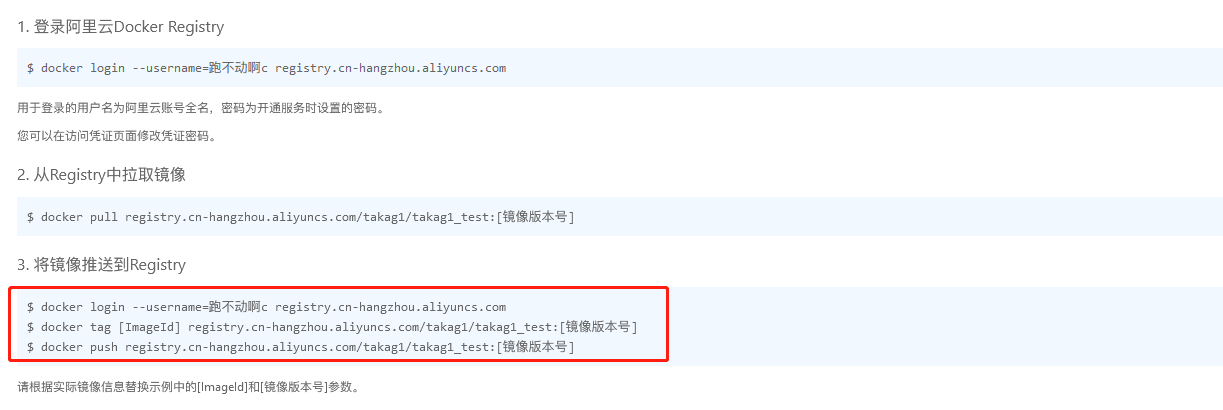 1. 登录阿里云Docker Registry
$ docker login --username=跑不动啊c registry.cn-hangzhou.aliyuncs.com
用于登录的用户名为阿里云账号全名，密码为开通服务时设置的密码。
您可以在访问凭证页面修改凭证密码。
2. 从Registry中拉取镜像
$ docker pull registry.cn-hangzhou.aliyuncs.com/takag1/takag1_test:[镜像版本号]
3. 将镜像推送到Registry
$ docker login --username=跑不动啊c registry.cn-hangzhou.aliyuncs.com
$ docker tag [ImageId] registry.cn-hangzhou.aliyuncs.com/takag1/takag1_test:[镜像版本号]
$ docker push registry.cn-hangzhou.aliyuncs.com/takag1/takag1_test:[镜像版本号]
请根据实际镜像信息替换示例中的[ImageId]和[镜像版本号]参数。